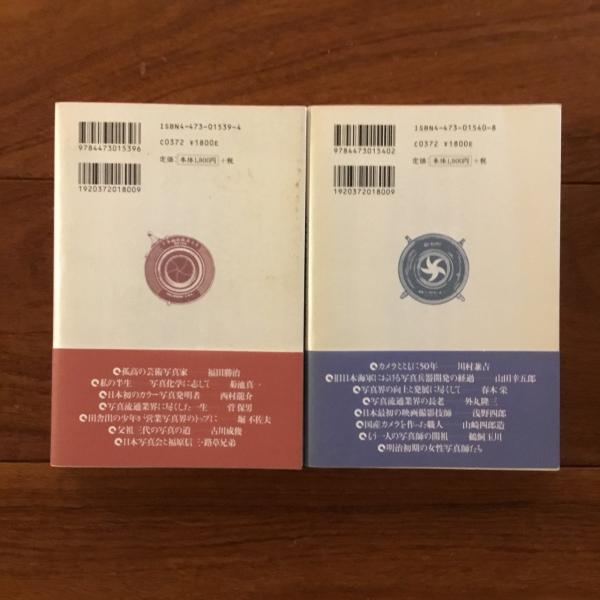 ISBN4-473-01539-4
C0372 ¥1800E
定価: 本体1,800円 +税
9784473015396
1920372018009
●孤高の芸術写真家 福田勝治
●私の半生 写真化学に志して 菊池真一
●日本初のカラー写真発明者 西村龍介
●写真流通業界に尽くした一生 菅 保男
●田舎出の少年が営業写真界のトップに 堀 不佐夫
●父祖三代の写真の道 古川成俊
●日本写真会と福原信三・路草兄弟
ISBN4-473-01540-8
C0372 ¥1800E
定価: 本体1,800円 +税
9784473015402
1920372018009
●カメラとともに50年 川村兼吉
●旧日本海軍における写真兵器開発の経過 山田幸五郎
●写真界の向上と発展に尽くして 春木 栄
●写真流通業界の長老 外丸隆三
●日本最初の映画撮影技師 浅野四郎
●国産カメラを作った職人 山崎四郎造
●もう一人の写真師の開祖 鵜飼玉川
●明治初期の女性写真師たち